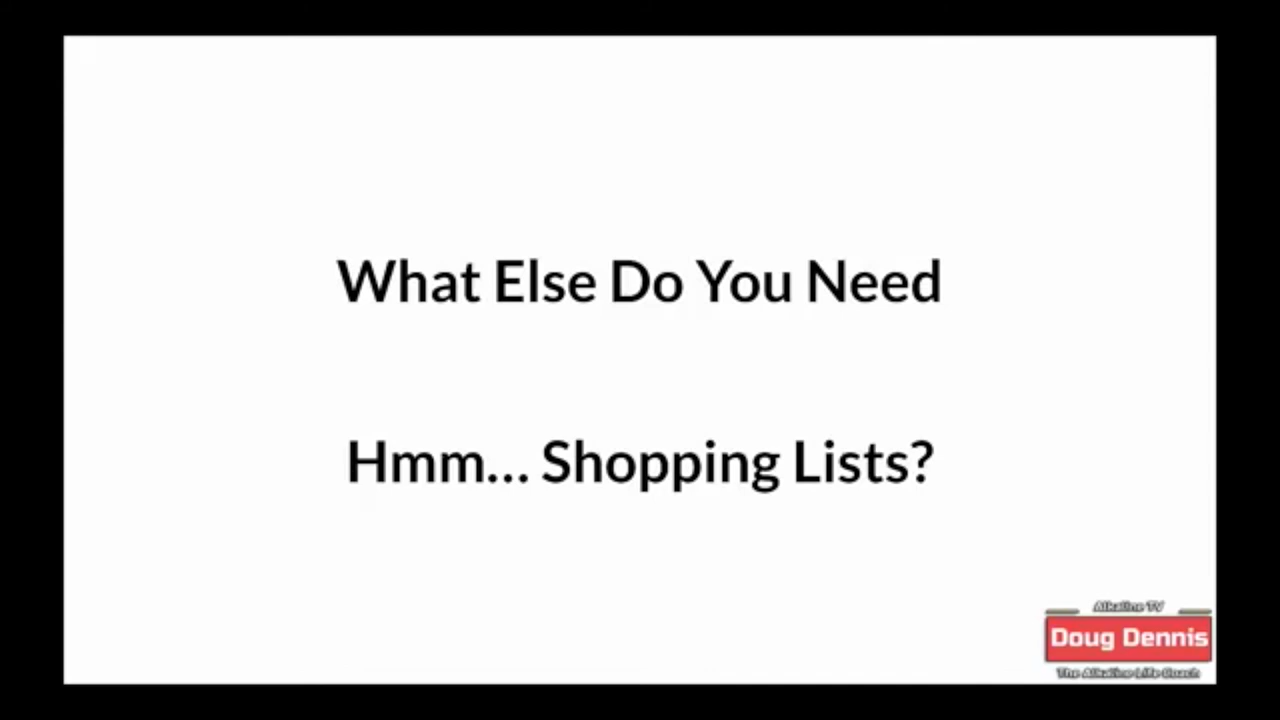 What Else Do You Need
Hmm... Shopping Lists?
Alkaline TV
Doug Dennis
The Alkaline Life Coach